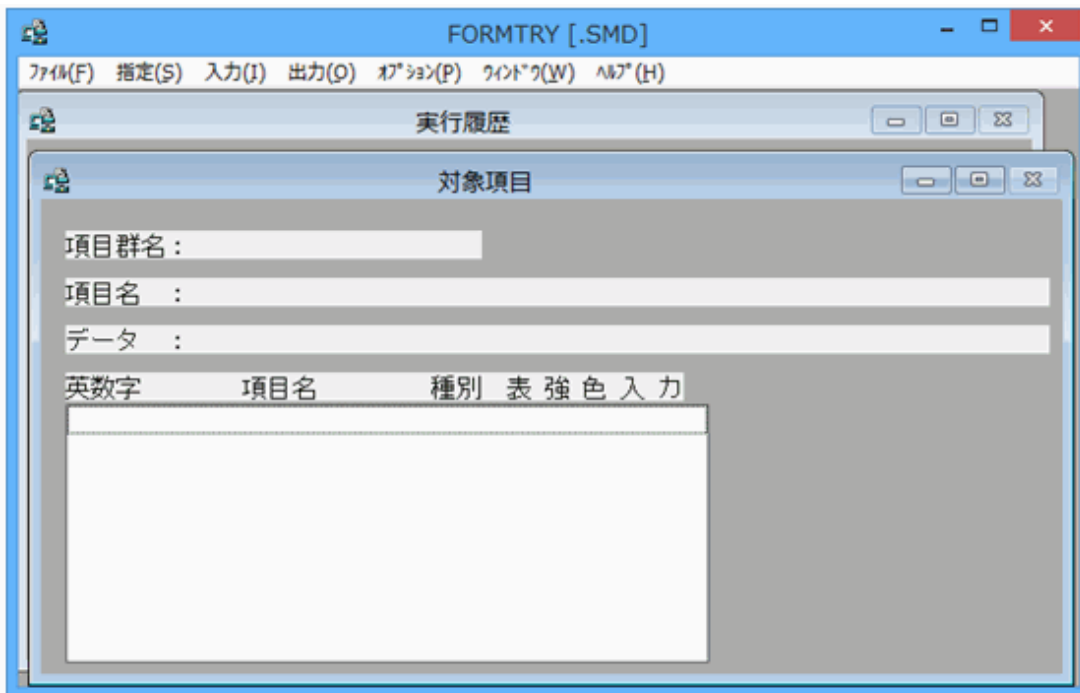 FORMTRY [.SMD]
ﾌｧｲﾙ(F) 指定(S) 入力(I) 出力(O) ｵﾌﾟｼｮﾝ(P) ｳｨﾝﾄﾞｳ(W) ﾍﾙﾌﾟ(H)
実行履歴
対象項目
項目群名：
項目名　：
データ　：
英数字 項目名 種別 表 強 色 入 力